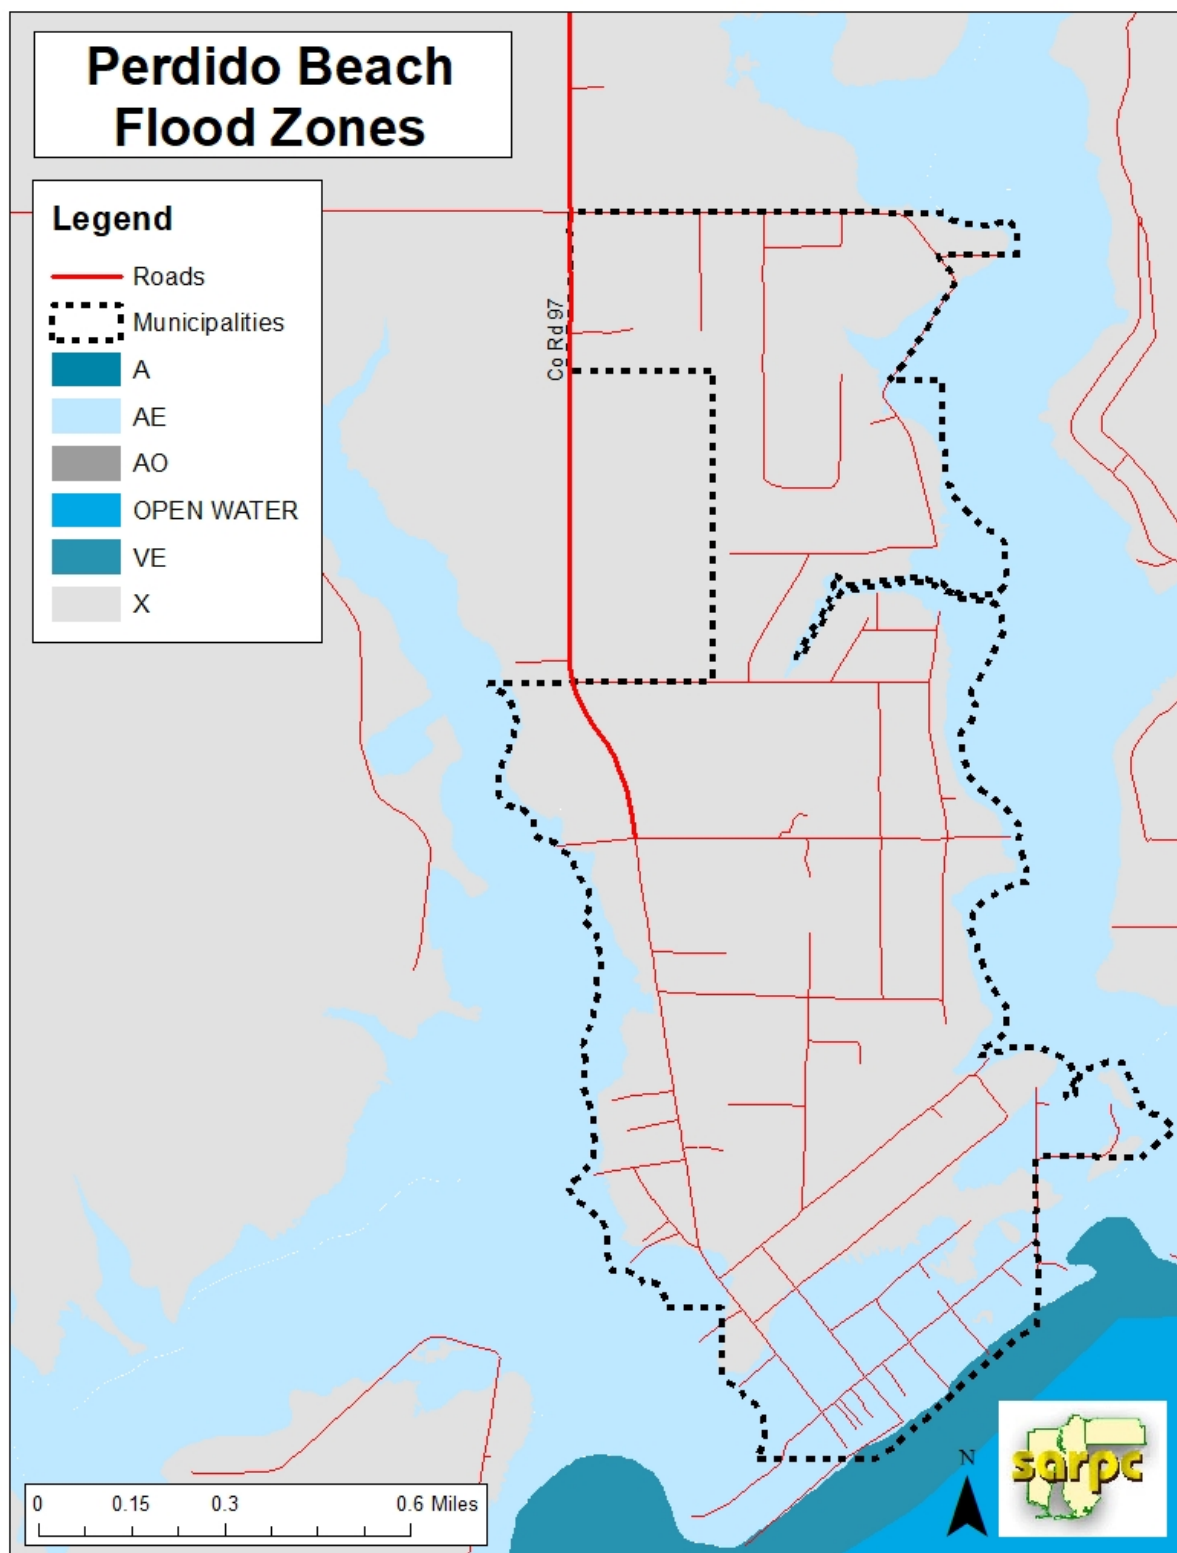 Perdido Beach
Flood Zones
Legend
Roads
Municipalities
A
AE
AO
OPEN WATER
VE
X
Co Rd 97
0 0.15 0.3 0.6 Miles
N
sarpc